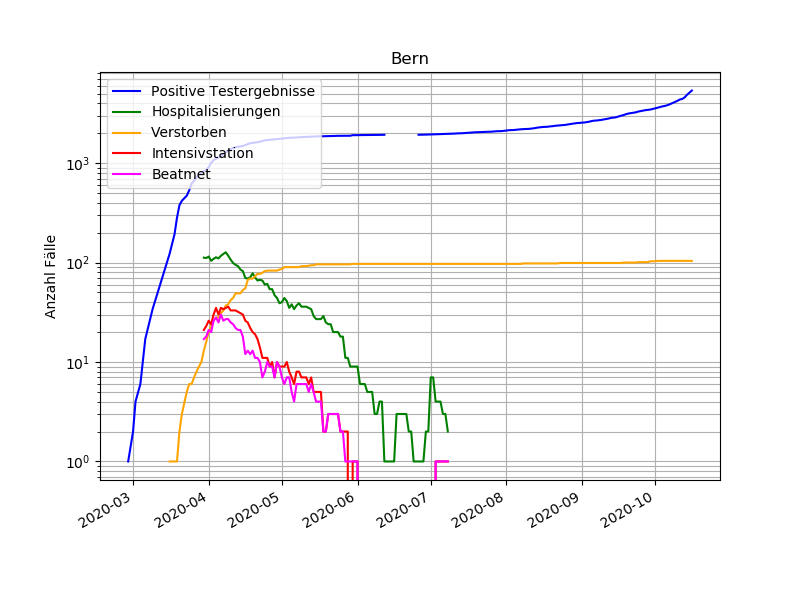 Bern
Positive Testergebnisse
Hospitalisierungen
Verstorben
Intensivstation
Beatmet
Anzahl Fälle
10³
10²
10¹
10⁰
2020-03
2020-04
2020-05
2020-06
2020-07
2020-08
2020-09
2020-10